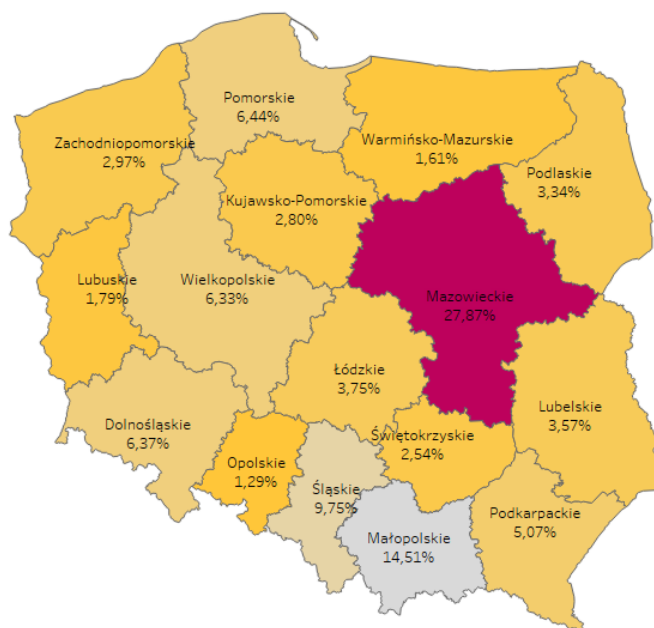 Pomorskie
6,44%
Zachodniopomorskie
2,97%
Warmińsko-Mazurskie
1,61%
Podlaskie
3,34%
Kujawsko-Pomorskie
2,80%
Lubuskie
1,79%
Wielkopolskie
6,33%
Mazowieckie
27,87%
Łódzkie
3,75%
Dolnośląskie
6,37%
Lubelskie
3,57%
Świętokrzyskie
2,54%
Opolskie
1,29%
Śląskie
9,75%
Podkarpackie
5,07%
Małopolskie
14,51%